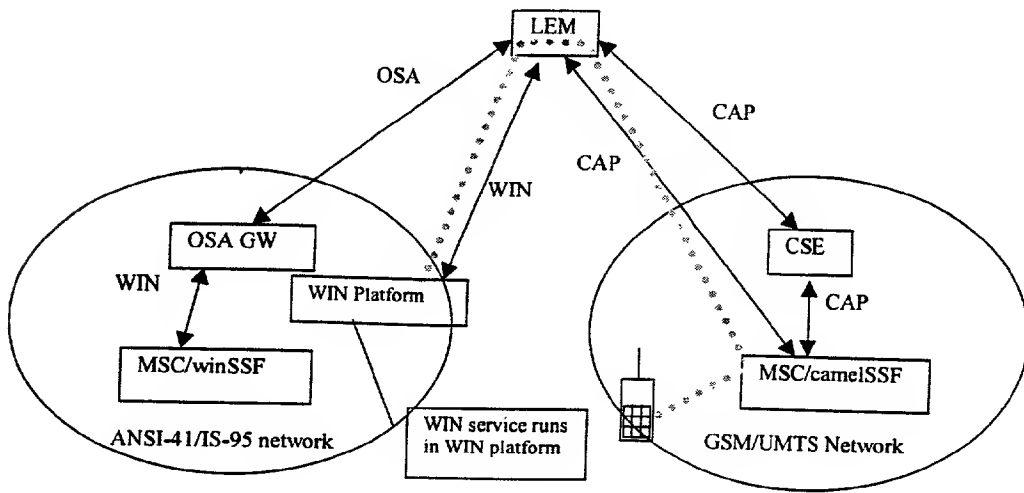 LEM
OSA
CAP
CAP
WIN
OSA GW
CSE
WIN
WIN Platform
CAP
MSC/winSSF
MSC/camelSSF
WIN service runs
in WIN platform
ANSI-41/IS-95 network
GSM/UMTS Network